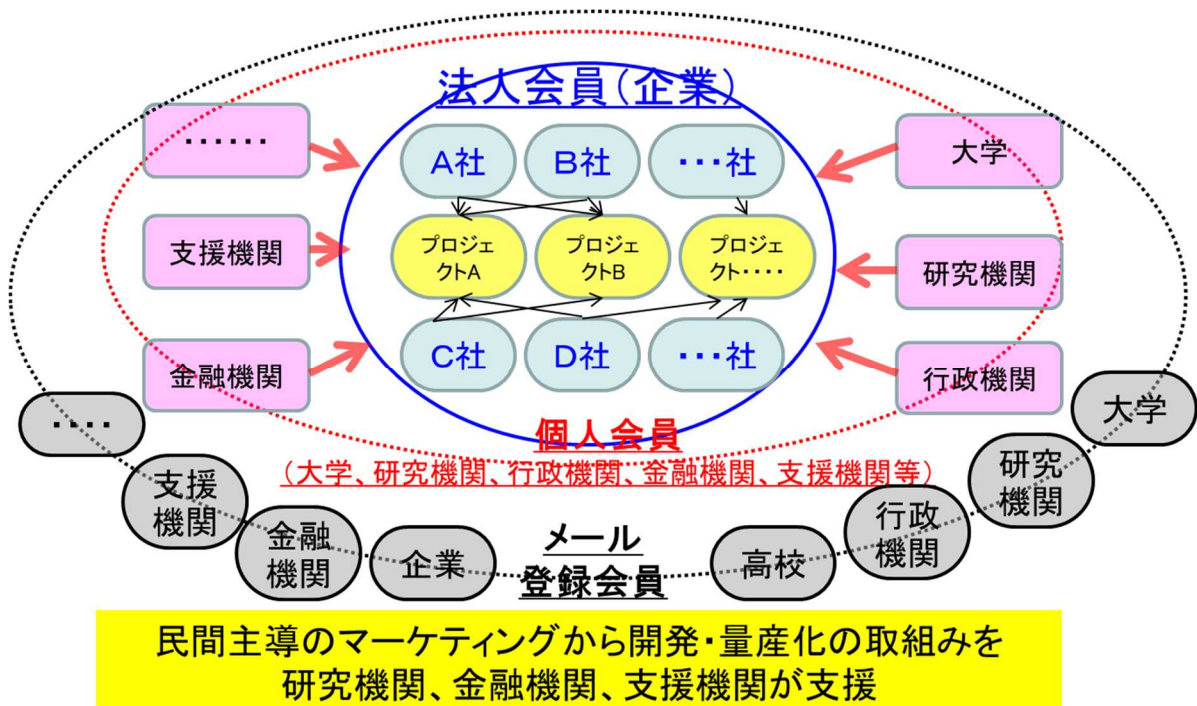 法人会員(企業)
‥‥‥
A社
B社
・・・社
大学
支援機関
プロジェ
クトA
プロジェ
クトB
プロジェ
クト・・・・
研究機関
金融機関
C社
D社
・・・社
行政機関
個人会員
(大学、研究機関、行政機関、金融機関、支援機関等)
・・・・
支援
機関
金融
機関
企業
メール
登録会員
高校
行政
機関
研究
機関
大学
民間主導のマーケティングから開発・量産化の取組みを
研究機関、金融機関、支援機関が支援